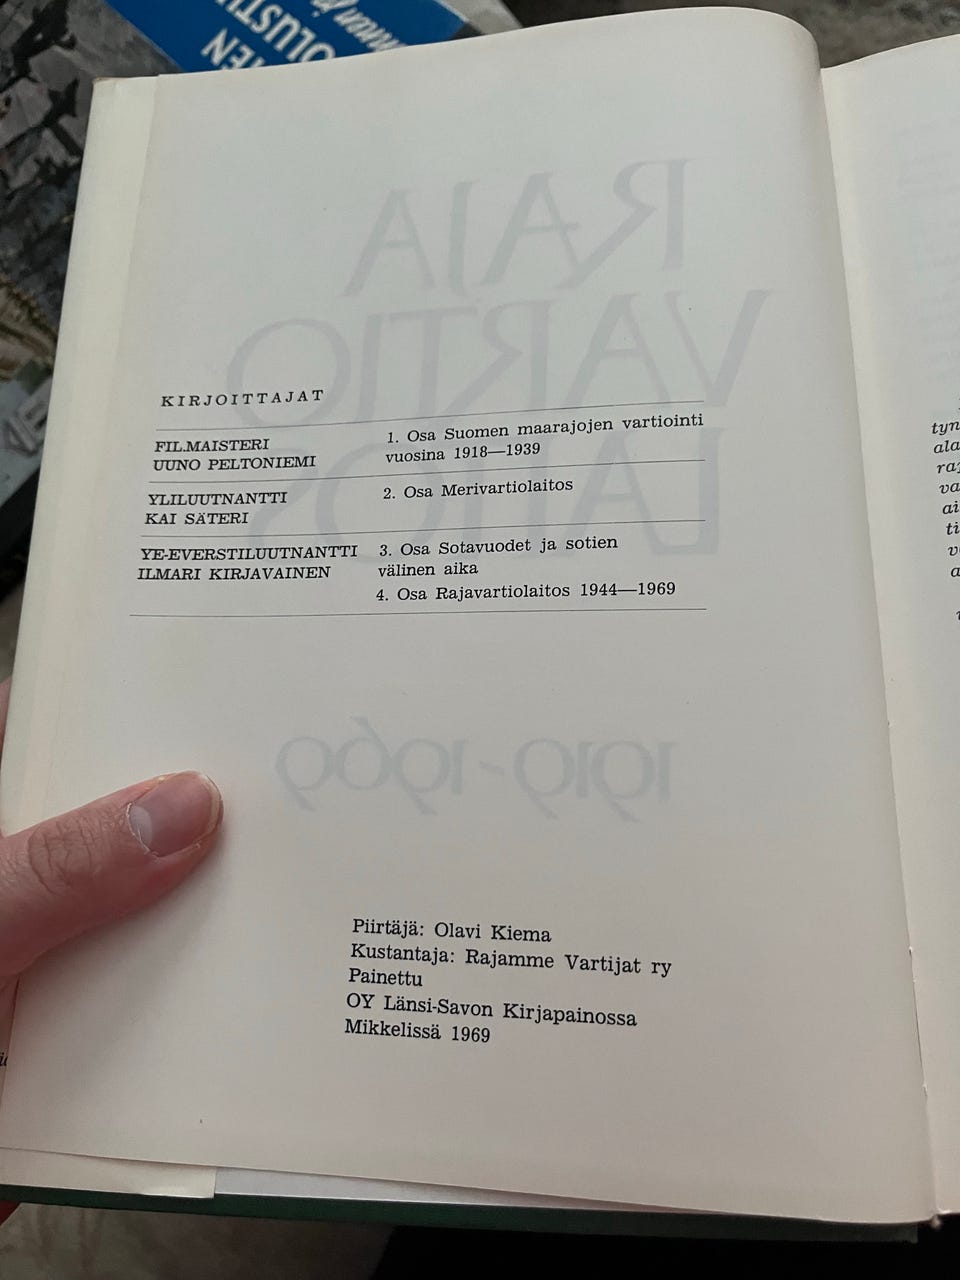 KIRJOITTAJAT
FIL.MAISTERI
UUNO PELTONIEMI
1. Osa Suomen maarajojen vartiointi
vuosina 1918—1939
YLILUUTNANTTI
KAI SÄTERI
2. Osa Merivartiolaitos
YE-EVERSTILUUTNANTTI
ILMARI KIRJAVAINEN
3. Osa Sotavuodet ja sotien
välinen aika
4. Osa Rajavartiolaitos 1944—1969
RAJA
VARTIO
LAITOS
1919-1969
Piirtäjä: Olavi Kiema
Kustantaja: Rajamme Vartijat ry
Painettu
OY Länsi-Savon Kirjapainossa
Mikkelissä 1969